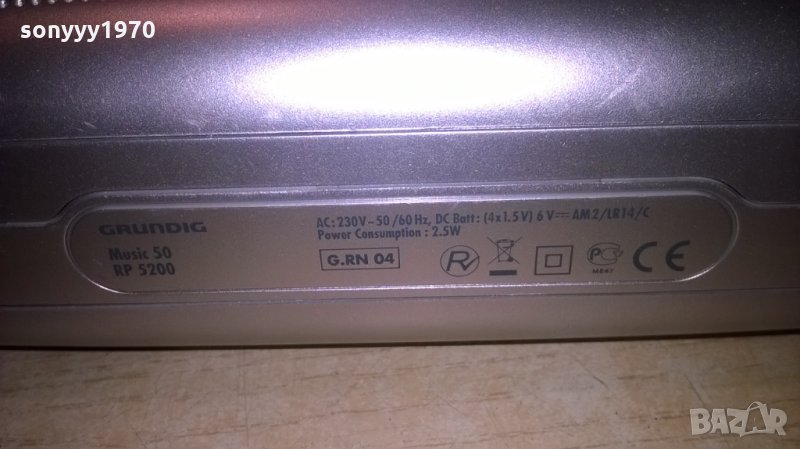 sonyyy1970
GRUNDIG
Music 50
RP 5200
AC:230V~50/60Hz, DC Batt: (4x1.5V) 6V⎓ AM2/LR14/C
Power Consumption : 2.5W
G.RN 04
CE
BAZAR